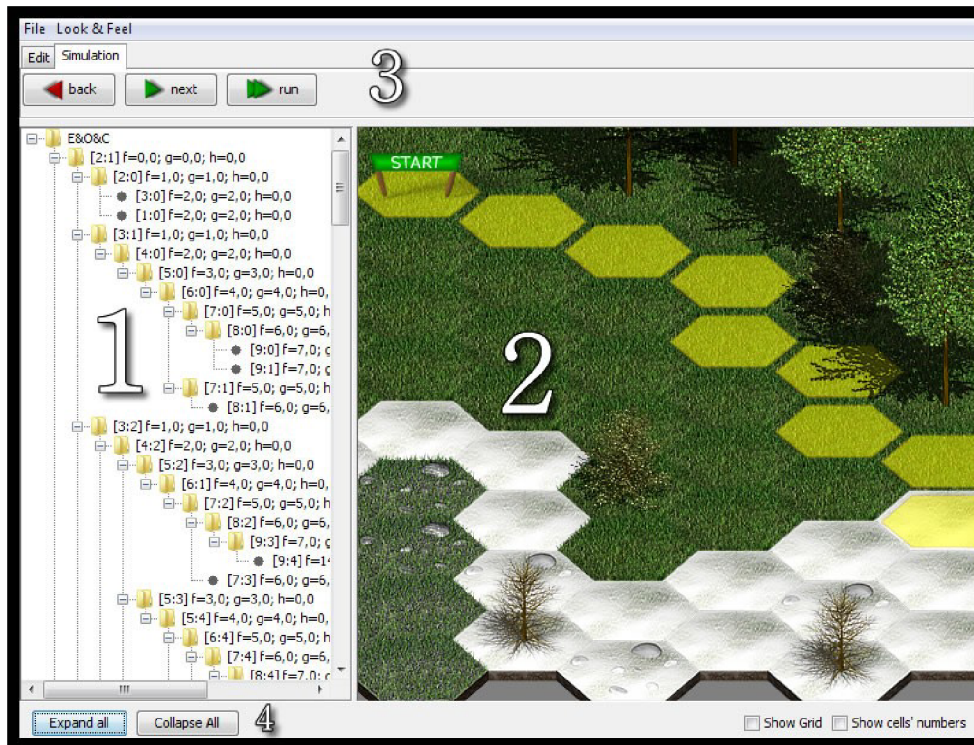 File Look & Feel
Edit Simulation
back next run
3
E&O&C
[2:1] f=0,0; g=0,0; h=0,0
[2:0] f=1,0; g=1,0; h=0,0
[3:0] f=2,0; g=2,0; h=0,0
[1:0] f=2,0; g=2,0; h=0,0
[3:1] f=1,0; g=1,0; h=0,0
[4:0] f=2,0; g=2,0; h=0,0
[5:0] f=3,0; g=3,0; h=0,0
[6:0] f=4,0; g=4,0; h=0,
[7:0] f=5,0; g=5,0; h
[8:0] f=6,0; g=6,
[9:0] f=7,0; g
[9:1] f=7,0; g
[7:1] f=5,0; g=5,0; h
[8:1] f=6,0; g=6,
[3:2] f=1,0; g=1,0; h=0,0
[4:2] f=2,0; g=2,0; h=0,0
[5:2] f=3,0; g=3,0; h=0,0
[6:1] f=4,0; g=4,0; h=0,
[7:2] f=5,0; g=5,0; h
[8:2] f=6,0; g=6,
[9:3] f=7,0; g
[9:4] f=14
[7:3] f=6,0; g=6,
[5:3] f=3,0; g=3,0; h=0,0
[5:4] f=4,0; g=4,0; h=0,
[6:4] f=5,0; g=5,0; h
[7:4] f=6,0; g=6,
[8:4] f=7,0; g
1
START
2
Expand all Collapse All 4 Show Grid Show cells' numbers